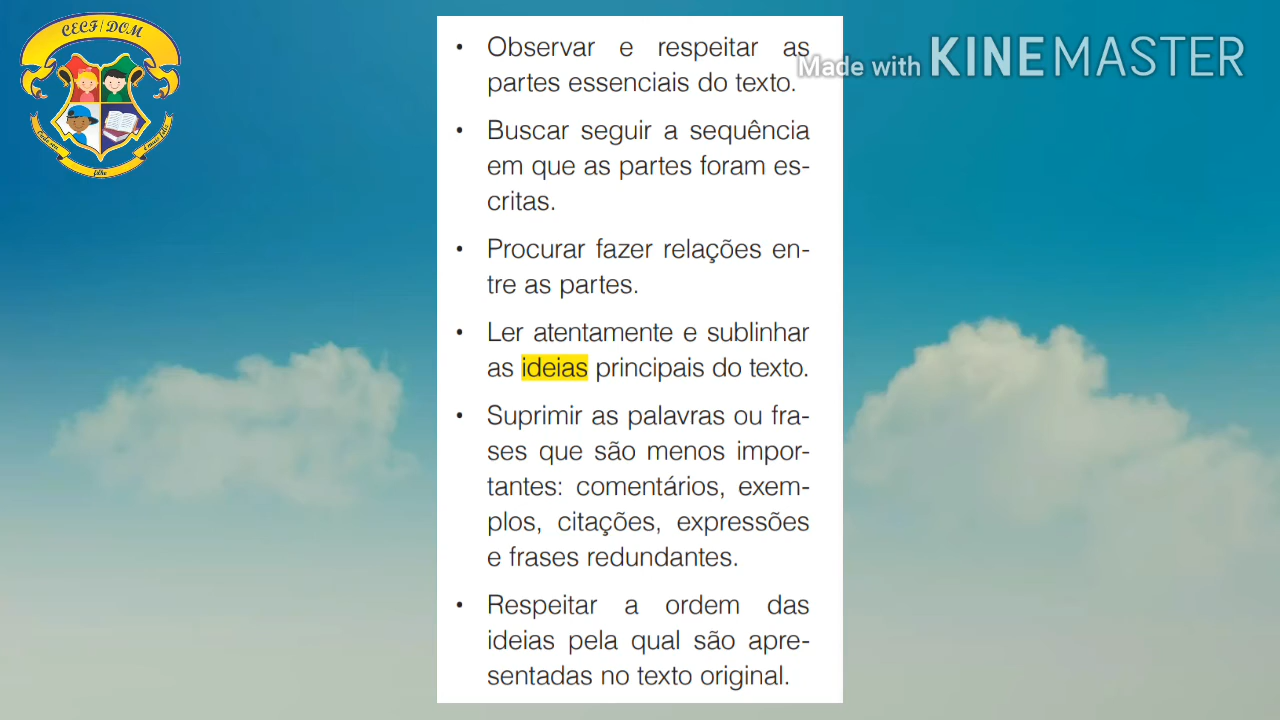 CECF/DOM
Made with KINEMASTER
• Observar e respeitar as
partes essenciais do texto.
• Buscar seguir a sequência
em que as partes foram es-
critas.
• Procurar fazer relações en-
tre as partes.
• Ler atentamente e sublinhar
as ideias principais do texto.
• Suprimir as palavras ou fra-
ses que são menos impor-
tantes: comentários, exem-
plos, citações, expressões
e frases redundantes.
• Respeitar a ordem das
ideias pela qual são apre-
sentadas no texto original.